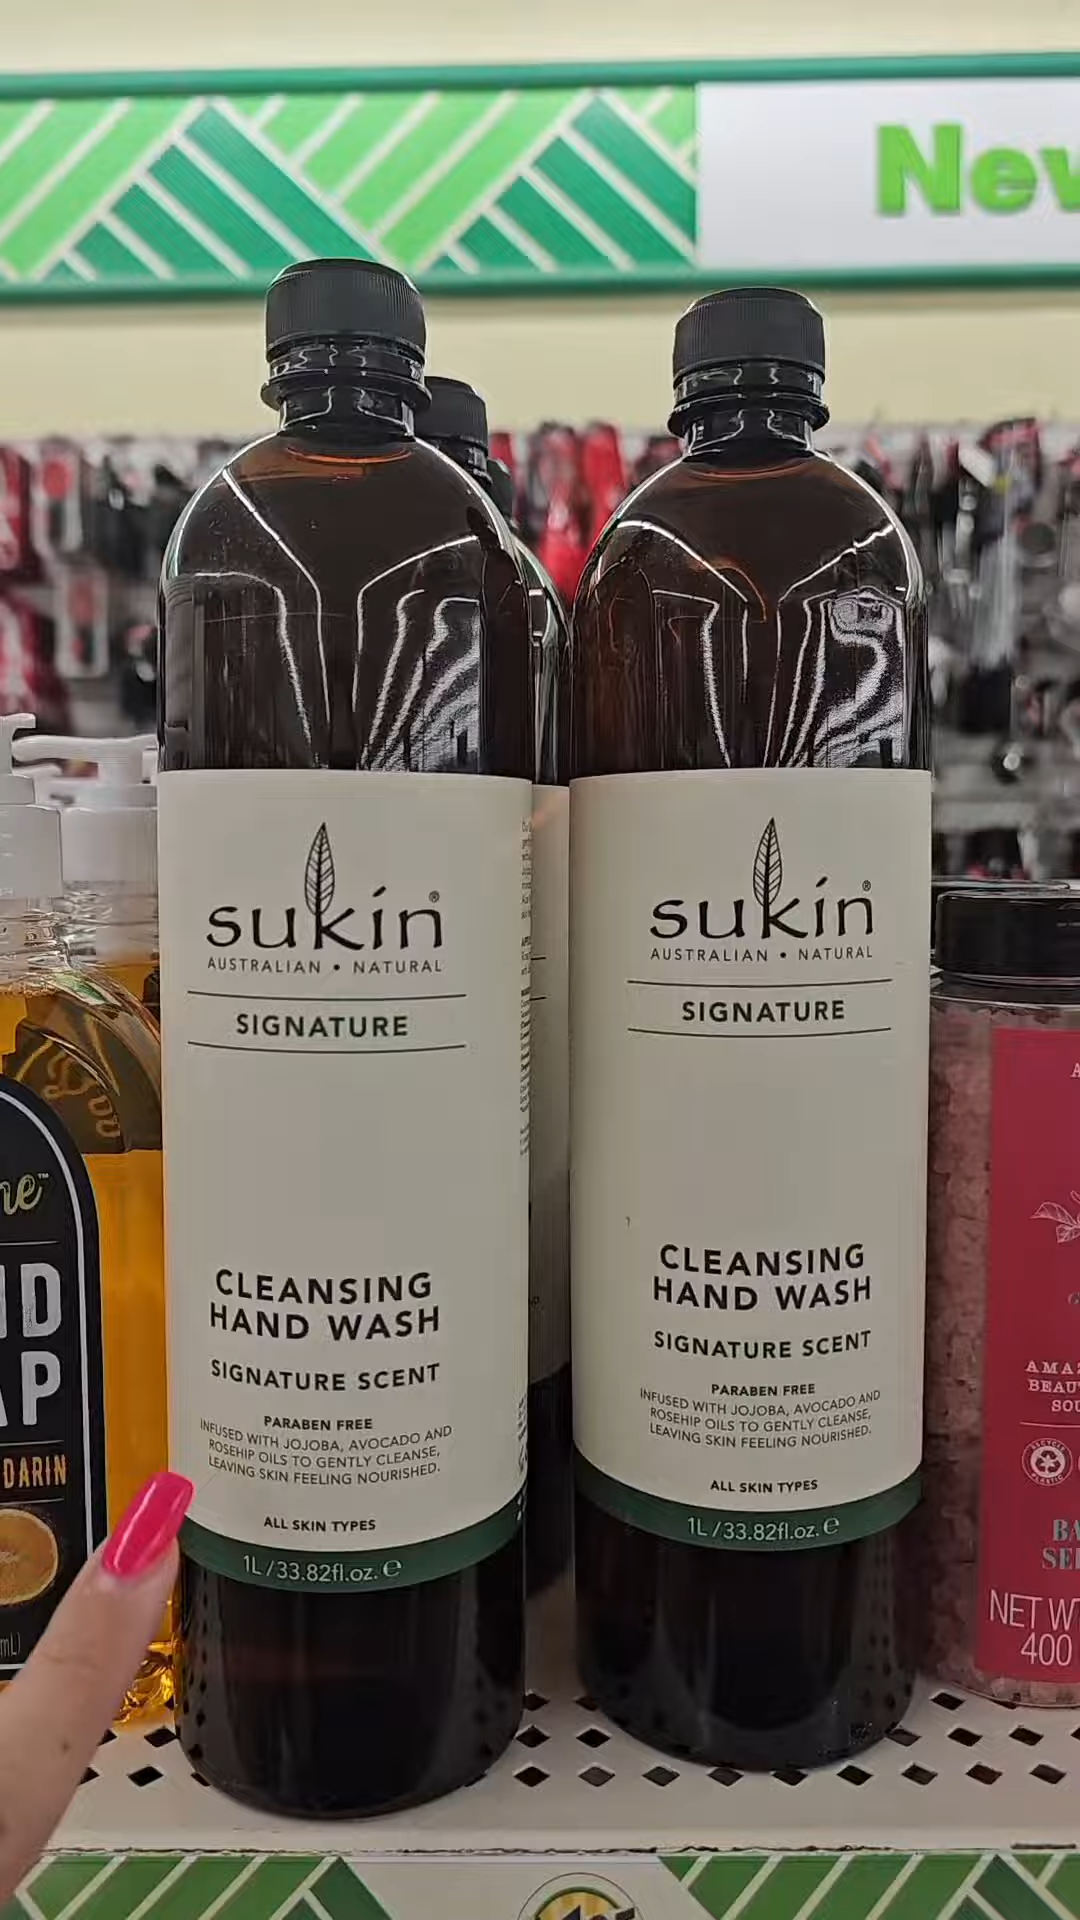 New
sukin®
AUSTRALIAN • NATURAL
SIGNATURE
CLEANSING
HAND WASH
SIGNATURE SCENT
PARABEN FREE
INFUSED WITH JOJOBA, AVOCADO AND
ROSEHIP OILS TO GENTLY CLEANSE,
LEAVING SKIN FEELING NOURISHED.
ALL SKIN TYPES
1L / 33.82fl.oz. ℮
sukin®
AUSTRALIAN • NATURAL
SIGNATURE
CLEANSING
HAND WASH
SIGNATURE SCENT
PARABEN FREE
INFUSED WITH JOJOBA, AVOCADO AND
ROSEHIP OILS TO GENTLY CLEANSE,
LEAVING SKIN FEELING NOURISHED.
ALL SKIN TYPES
1L / 33.82fl.oz. ℮
NET W
400